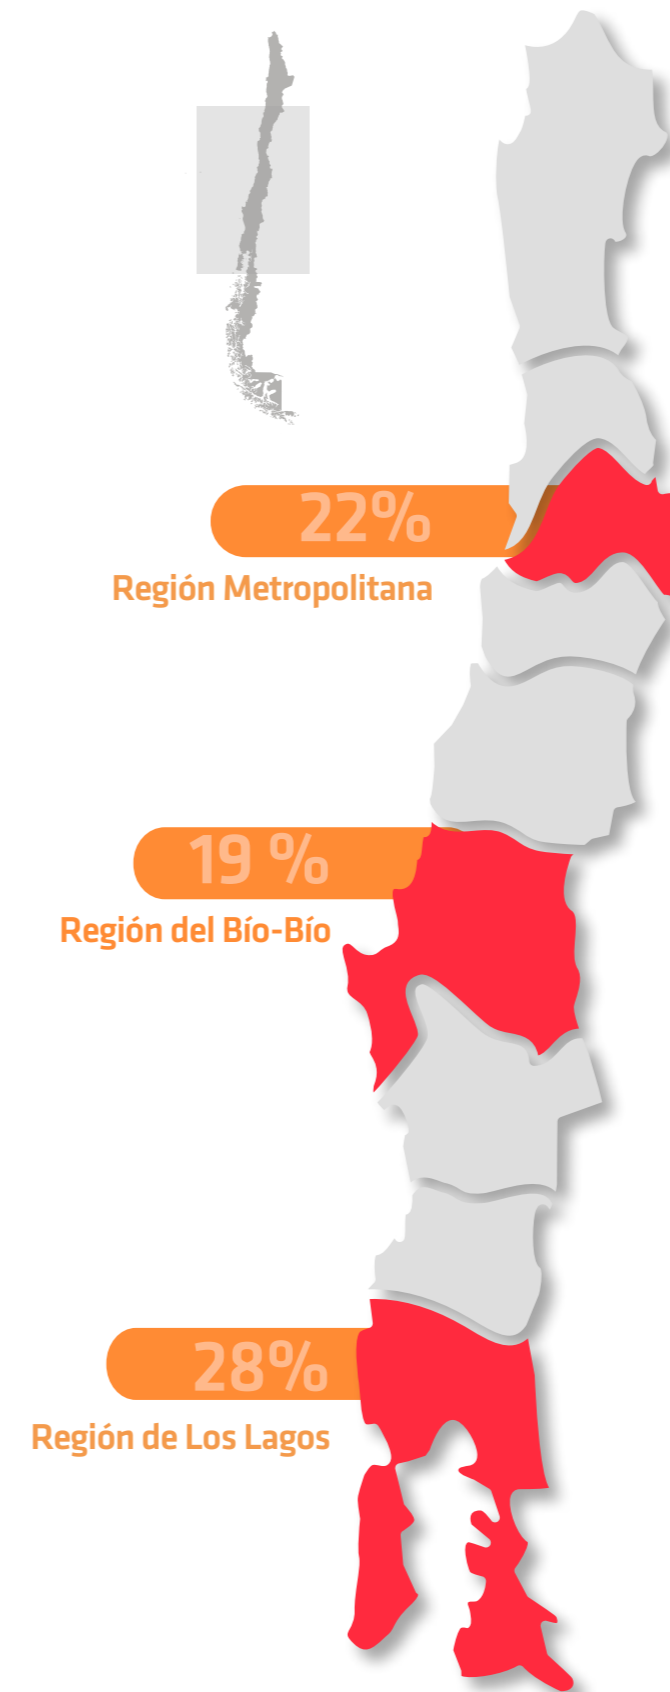 22%
Región Metropolitana
19 %
Región del Bío-Bío
28%
Región de Los Lagos